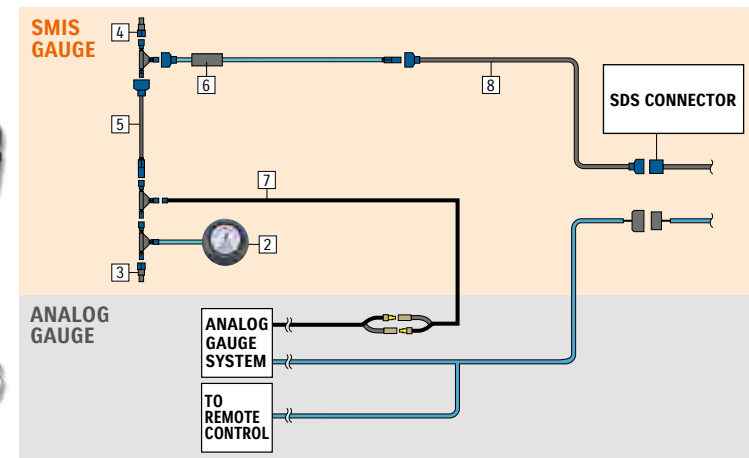 SMIS
GAUGE
4
6
8
SDS CONNECTOR
5
7
2
3
ANALOG
GAUGE
ANALOG
GAUGE
SYSTEM
TO
REMOTE
CONTROL